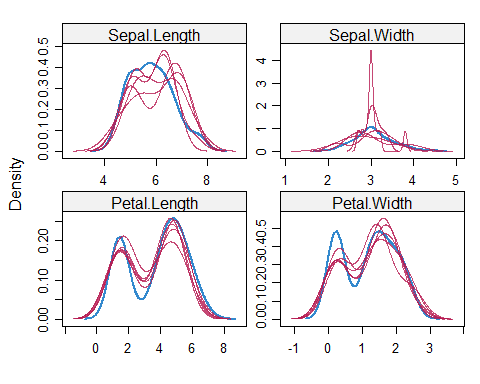 Sepal.Length
Sepal.Width
0.0 0.1 0.2 0.3 0.4 0.5
4 6 8
0 1 2 3 4
1 2 3 4 5
Density
Petal.Length
Petal.Width
0.00 0.10 0.20
0 2 4 6 8
0.0 0.1 0.2 0.3 0.4 0.5
-1 0 1 2 3